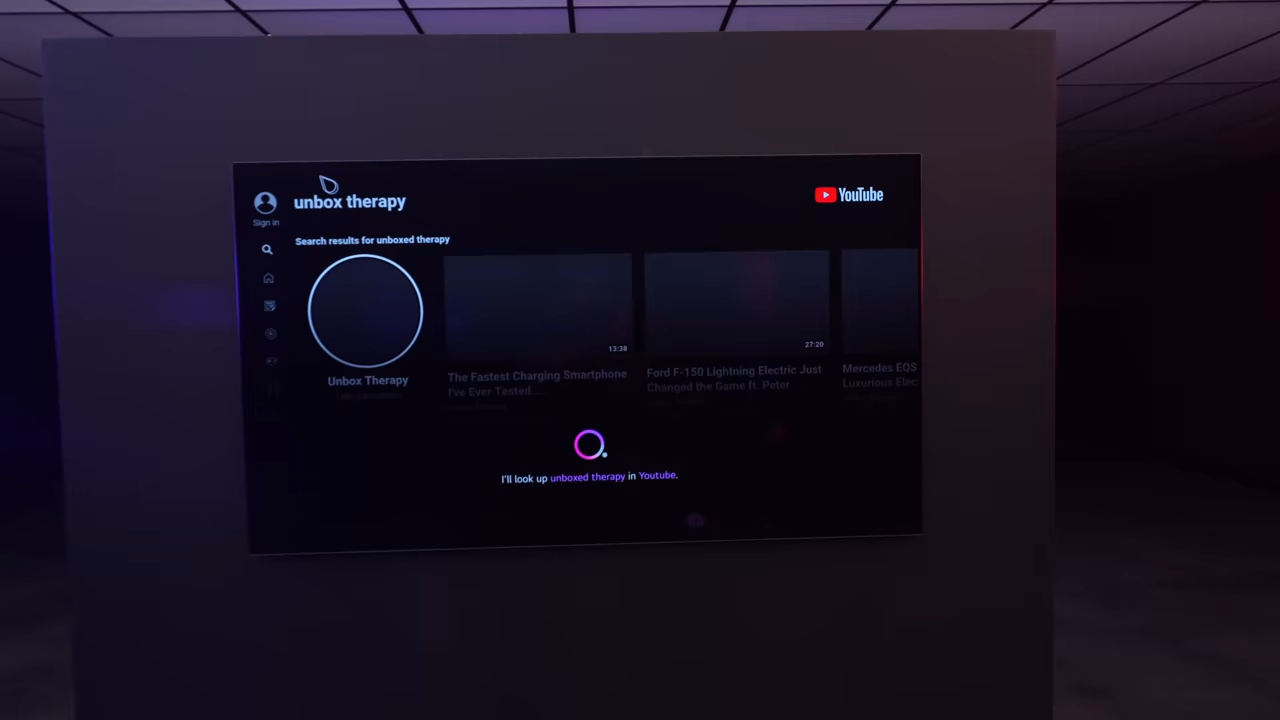 unbox therapy
YouTube
Sign in
Search results for unboxed therapy
13:38
27:20
Unbox Therapy
The Fastest Charging Smartphone
I've Ever Tested...
Ford F-150 Lightning Electric Just
Changed the Game ft. Peter
Mercedes EQS
Luxurious Elec
I'll look up unboxed therapy in Youtube.